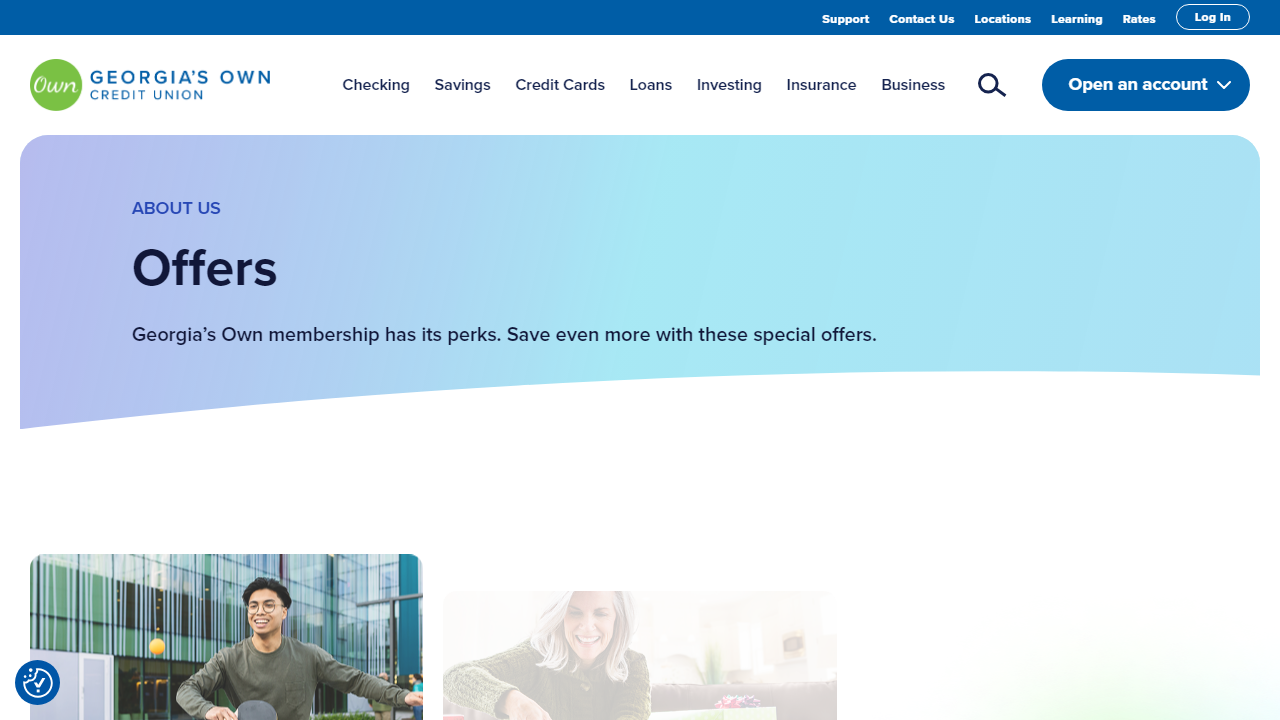 Support Contact Us Locations Learning Rates Log In
Own GEORGIA'S OWN
CREDIT UNION
Checking Savings Credit Cards Loans Investing Insurance Business Open an account
ABOUT US
Offers
Georgia’s Own membership has its perks. Save even more with these special offers.